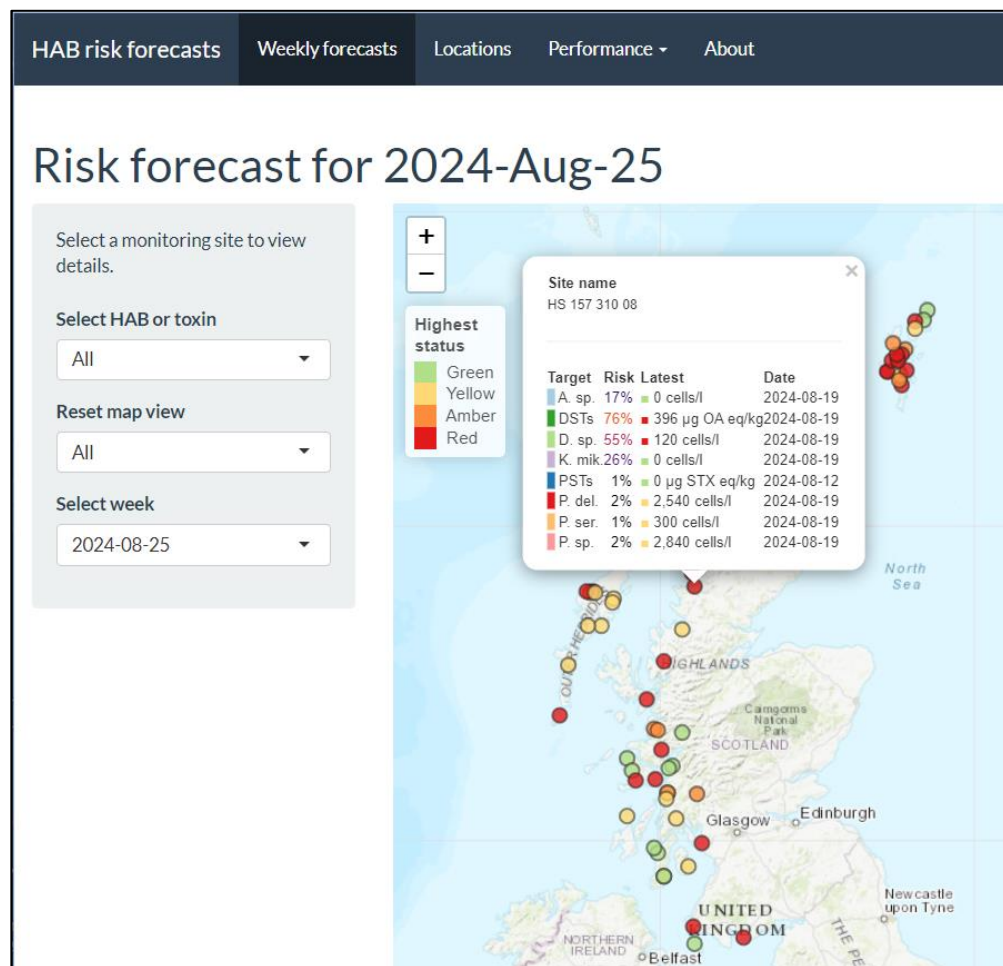 HAB risk forecasts Weekly forecasts Locations Performance About
Risk forecast for 2024-Aug-25
Select a monitoring site to view
details.
Select HAB or toxin
All
Reset map view
All
Select week
2024-08-25
+
−
Highest
status
Green
Yellow
Amber
Red
×
Site name
HS 157 310 08
Target Risk Latest Date
A. sp. 17% 0 cells/l 2024-08-19
DSTs 76% 396 µg OA eq/kg 2024-08-19
D. sp. 55% 120 cells/l 2024-08-19
K. mik. 26% 0 cells/l 2024-08-19
PSTs 1% 0 µg STX eq/kg 2024-08-12
P. del. 2% 2,540 cells/l 2024-08-19
P. ser. 1% 300 cells/l 2024-08-19
P. sp. 2% 2,840 cells/l 2024-08-19
North
Sea
OUTER HEBRIDES
HIGHLANDS
Cairngorms
National
Park
SCOTLAND
Glasgow
Edinburgh
Newcastle
upon Tyne
UNITED
KINGDOM
NORTHERN
IRELAND
Belfast
THE PE